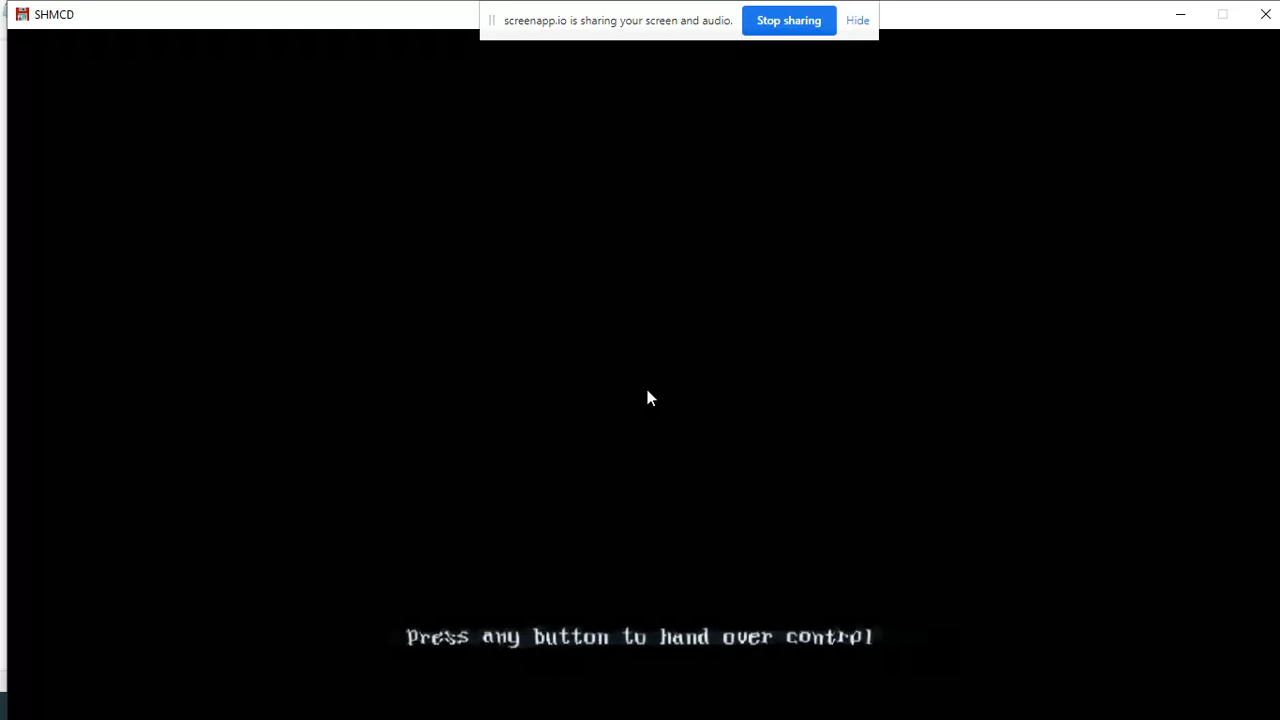 SHMCD
screenapp.io is sharing your screen and audio.
Stop sharing
Hide
Press any button to hand over control